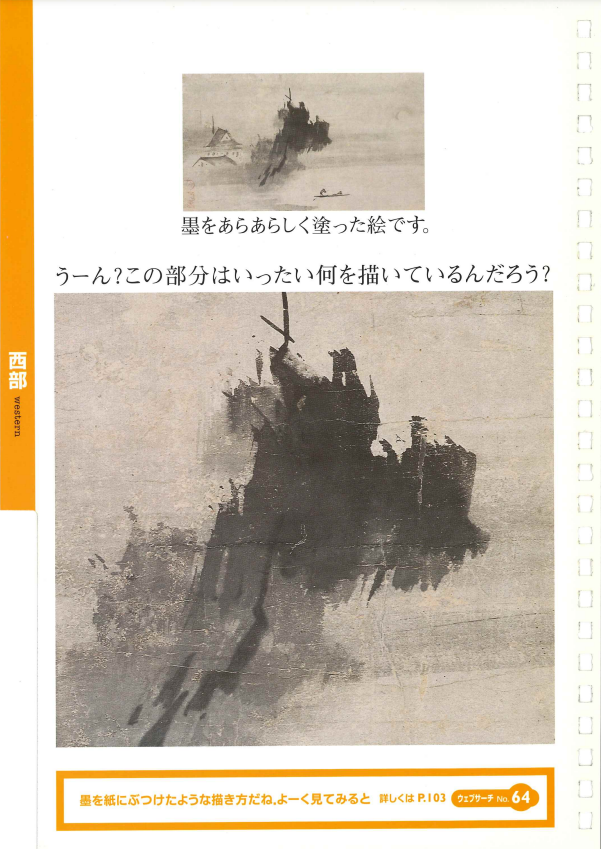 墨をあらあらしく塗った絵です。
うーん?この部分はいったい何を描いているんだろう?
西部 western
墨を紙にぶつけたような描き方だね。よーく見てみると 詳しくは P.103 ウェブサーチ No. 64